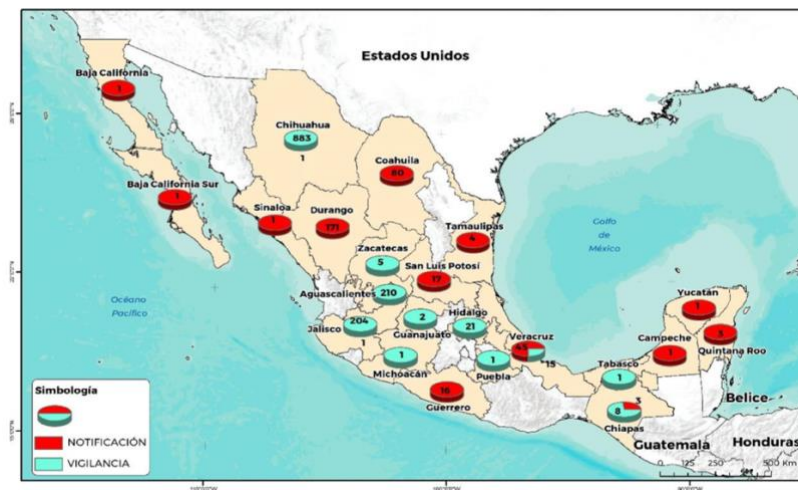 Estados Unidos
Baja California
1
Chihuahua
883
1
Coahuila
80
Baja California Sur
1
Sinaloa
1
Durango
171
Tamaulipas
4
Golfo
de
México
Zacatecas
5
San Luis Potosí
17
Océano
Pacífico
Aguascalientes
210
Yucatán
1
Jalisco
204
1
Guanajuato
2
Hidalgo
21
Veracruz
45
15
Campeche
1
Quintana Roo
3
Michoacán
1
Puebla
1
Tabasco
1
Guerrero
16
Chiapas
8
3
Belice
Guatemala
Honduras
Simbología
NOTIFICACIÓN
VIGILANCIA
0 125 250 500 Km